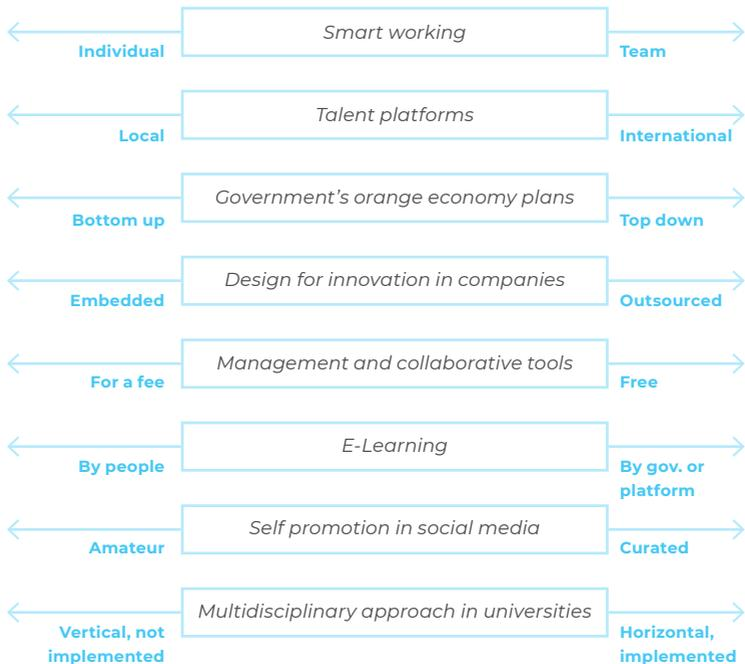 Smart working
Individual
Team
Talent platforms
Local
International
Government’s orange economy plans
Bottom up
Top down
Design for innovation in companies
Embedded
Outsourced
Management and collaborative tools
For a fee
Free
E-Learning
By people
By gov. or
platform
Self promotion in social media
Amateur
Curated
Multidisciplinary approach in universities
Vertical, not
implemented
Horizontal,
implemented